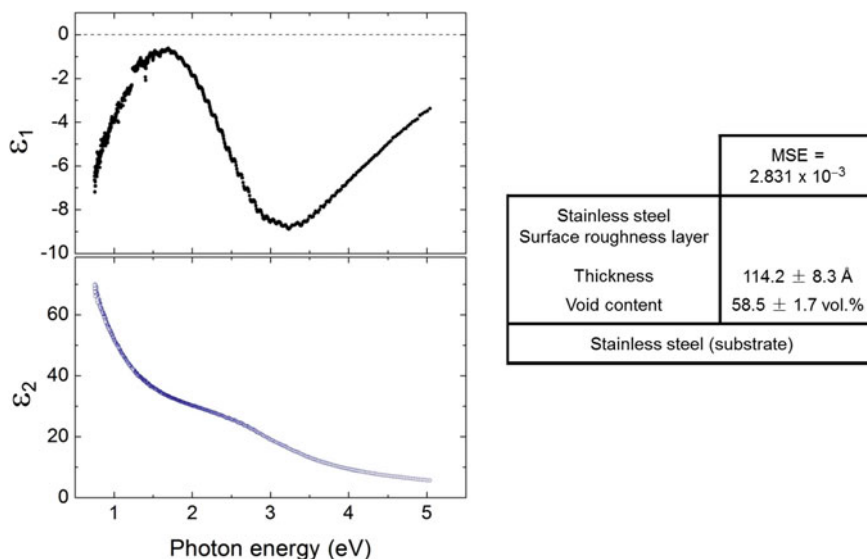 0
-2
-4
-6
-8
-10
ε1
60
40
20
0
ε2
1 2 3 4 5
Photon energy (eV)
MSE =
2.831 x 10⁻³
Stainless steel
Surface roughness layer
Thickness 114.2 ± 8.3 Å
Void content 58.5 ± 1.7 vol.%
Stainless steel (substrate)